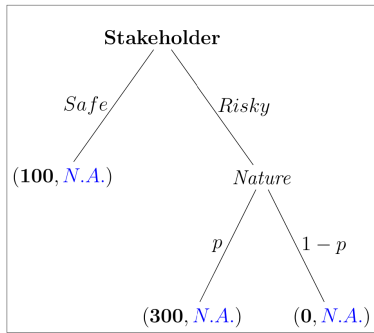 Stakeholder
Safe
Risky
(100, N.A.)
Nature
p
1 − p
(300, N.A.)
(0, N.A.)